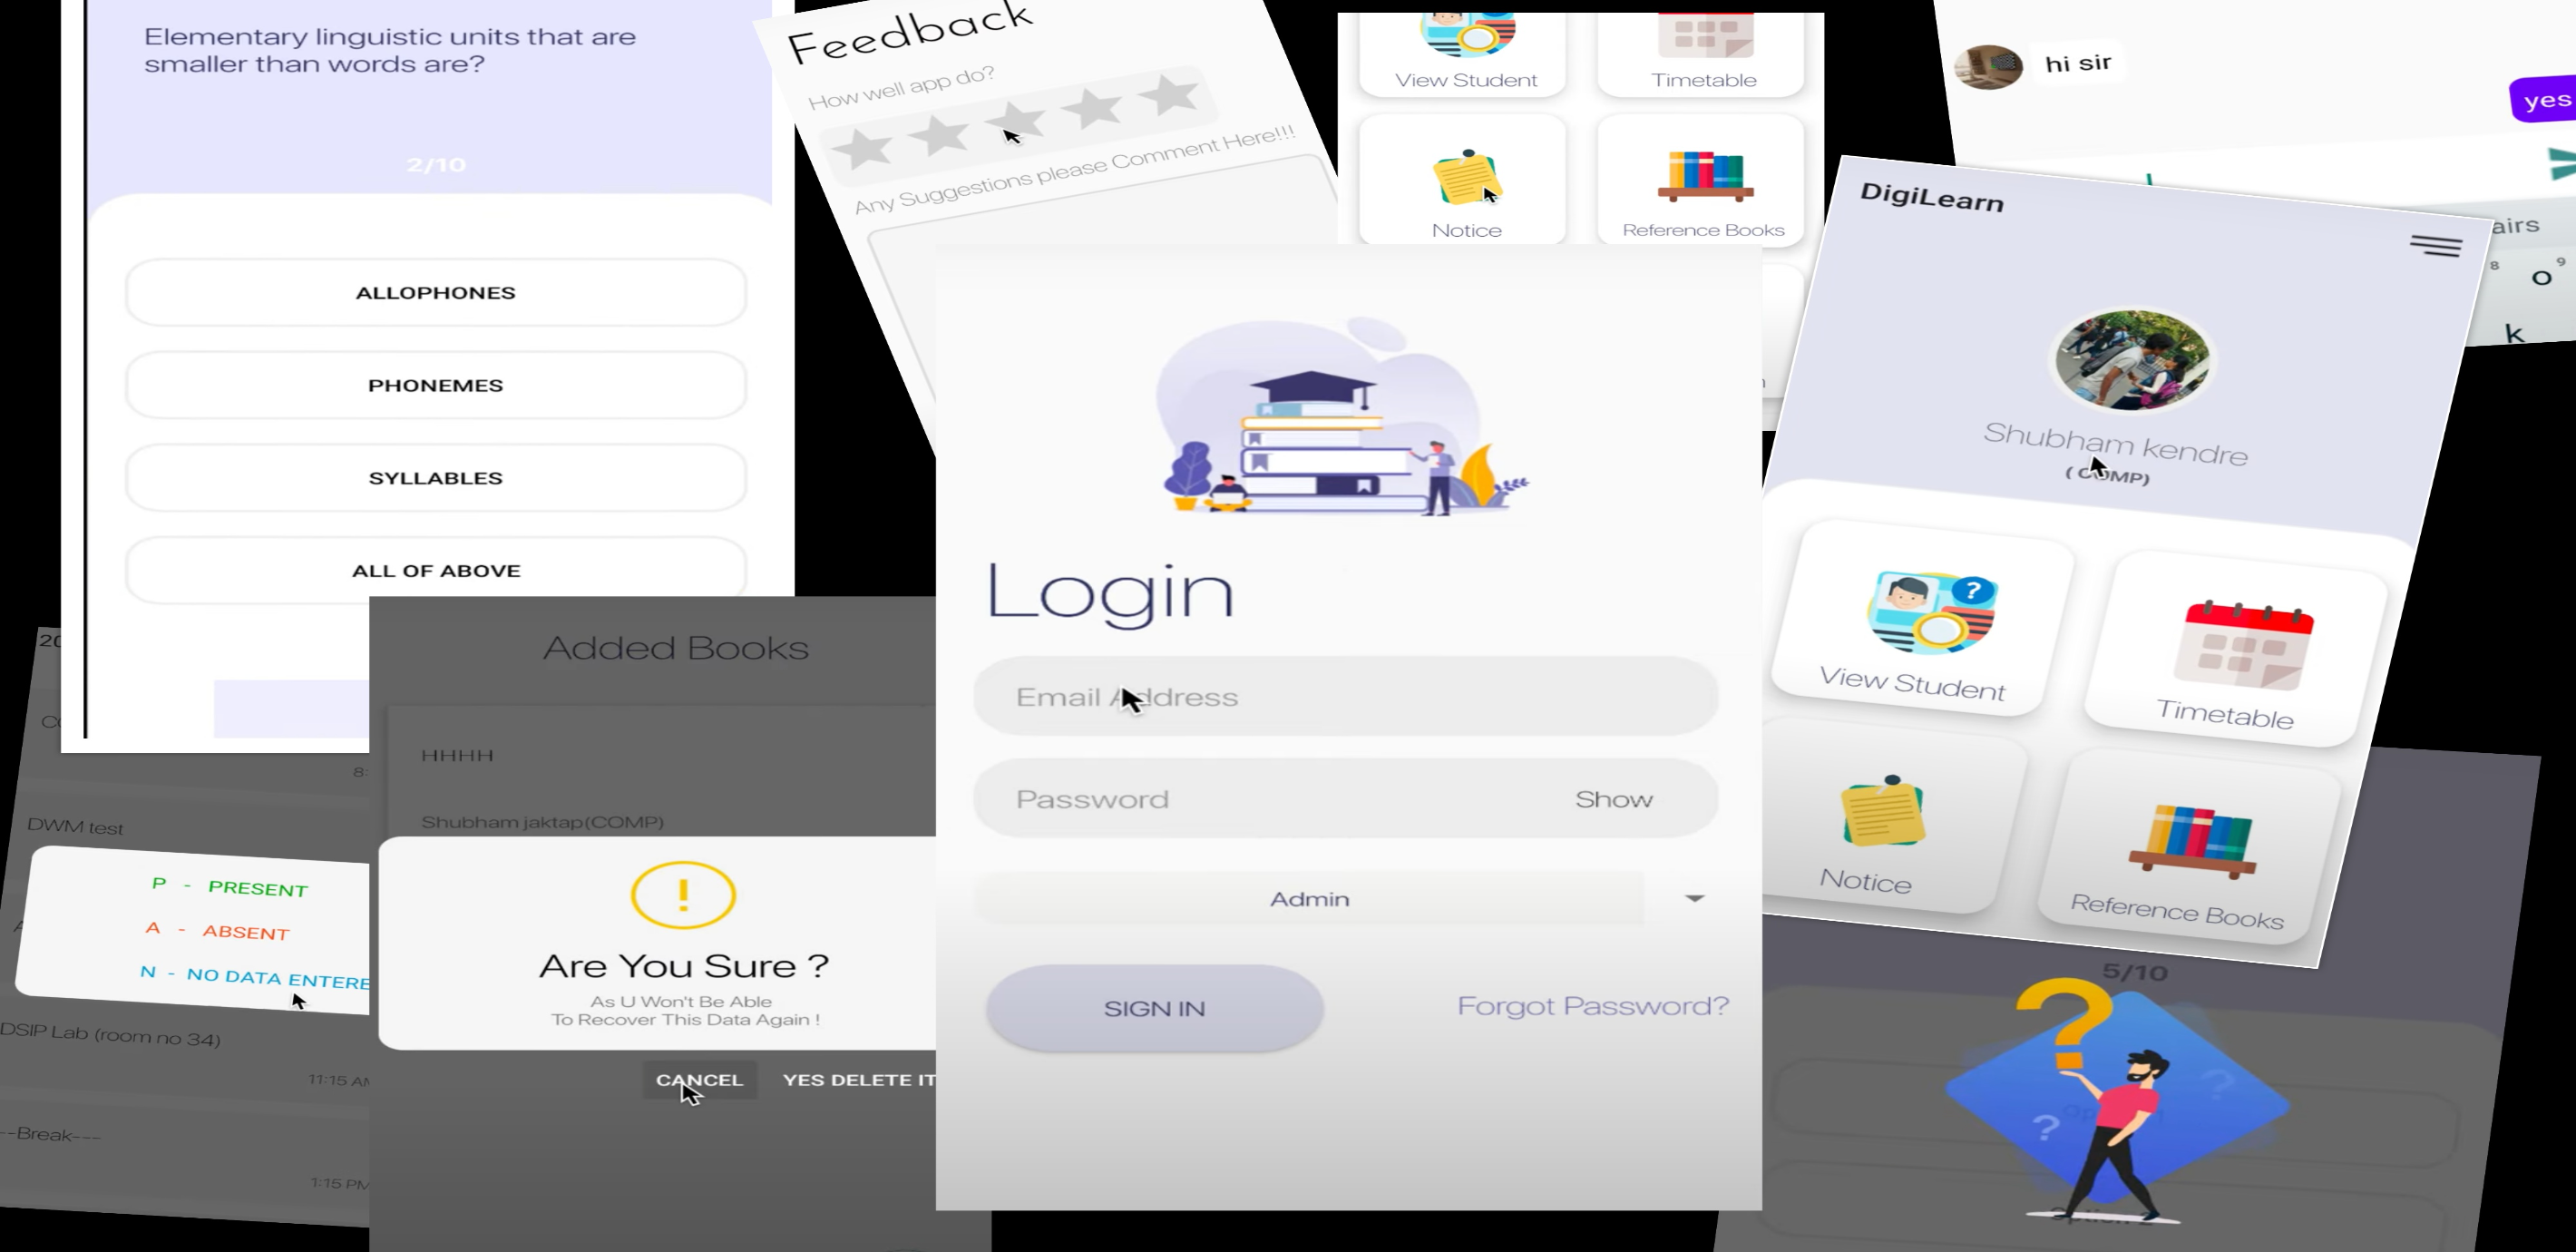 Elementary linguistic units that are
smaller than words are?
2/10
ALLOPHONES
PHONEMES
SYLLABLES
ALL OF ABOVE
Feedback
How well app do?
Any Suggestions please Comment Here!!!
View Student
Timetable
Notice
Reference Books
hi sir
yes
airs
8
o
9
k
DigiLearn
Shubham kendre
(COMP)
View Student
Timetable
Notice
Reference Books
Login
Email Address
Password
Show
Admin
SIGN IN
Forgot Password?
Added Books
HHHH
Shubham jaktap(COMP)
!
Are You Sure ?
As U Won't Be Able
To Recover This Data Again !
CANCEL
YES DELETE IT
20
8:
DWM test
P - PRESENT
A - ABSENT
N - NO DATA ENTERE
DSIP Lab (room no 34)
11:15 AM
--Break---
1:15 PM
5/10
?
?
?